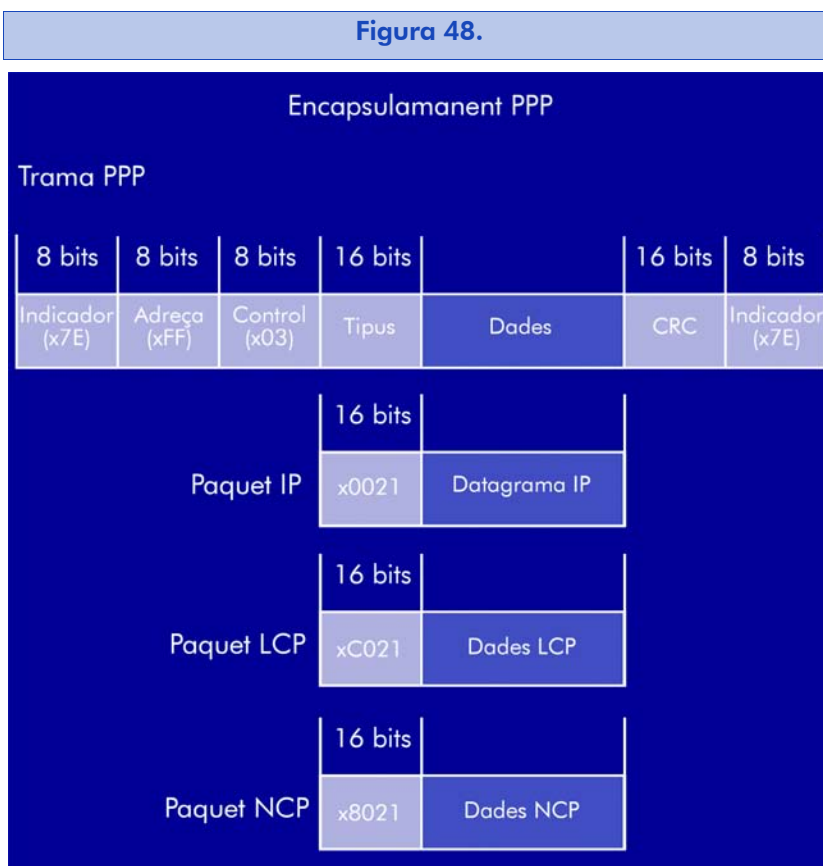 Figura 48.
Encapsulamanent PPP
Trama PPP
8 bits 8 bits 8 bits 16 bits 16 bits 8 bits
Indicador (x7E) Adreça (xFF) Control (x03) Tipus Dades CRC Indicador (x7E)
16 bits
Paquet IP x0021 Datagrama IP
16 bits
Paquet LCP xC021 Dades LCP
16 bits
Paquet NCP x8021 Dades NCP